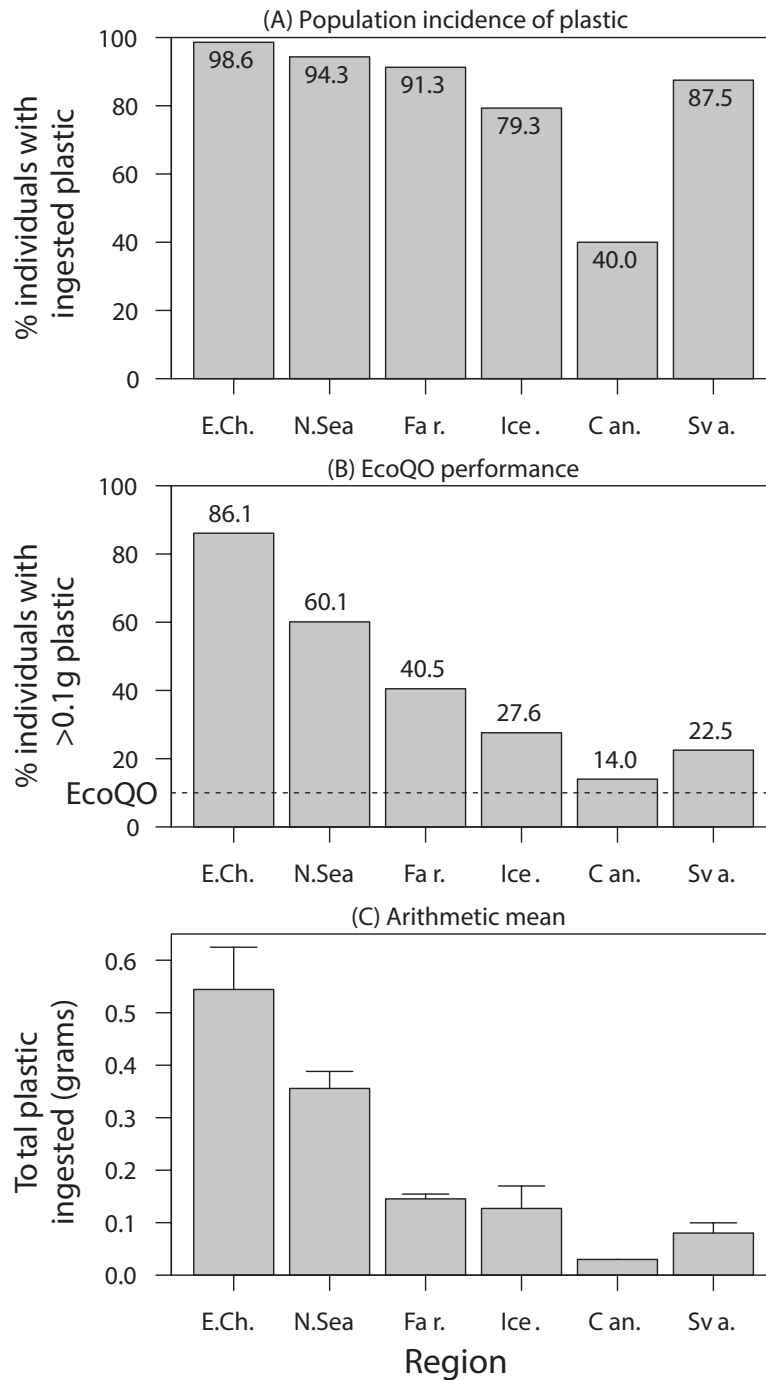 (A) Population incidence of plastic
% individuals with
ingested plastic
100
80
60
40
20
0
98.6
94.3
91.3
79.3
40.0
87.5
E.Ch.
N.Sea
Fa r.
Ice .
C an.
Sv a.
(B) EcoQO performance
% individuals with
>0.1g plastic
100
80
60
40
20
EcoQO
0
86.1
60.1
40.5
27.6
14.0
22.5
E.Ch.
N.Sea
Fa r.
Ice .
C an.
Sv a.
(C) Arithmetic mean
To tal plastic
ingested (grams)
0.6
0.5
0.4
0.3
0.2
0.1
0.0
E.Ch.
N.Sea
Fa r.
Ice .
C an.
Sv a.
Region